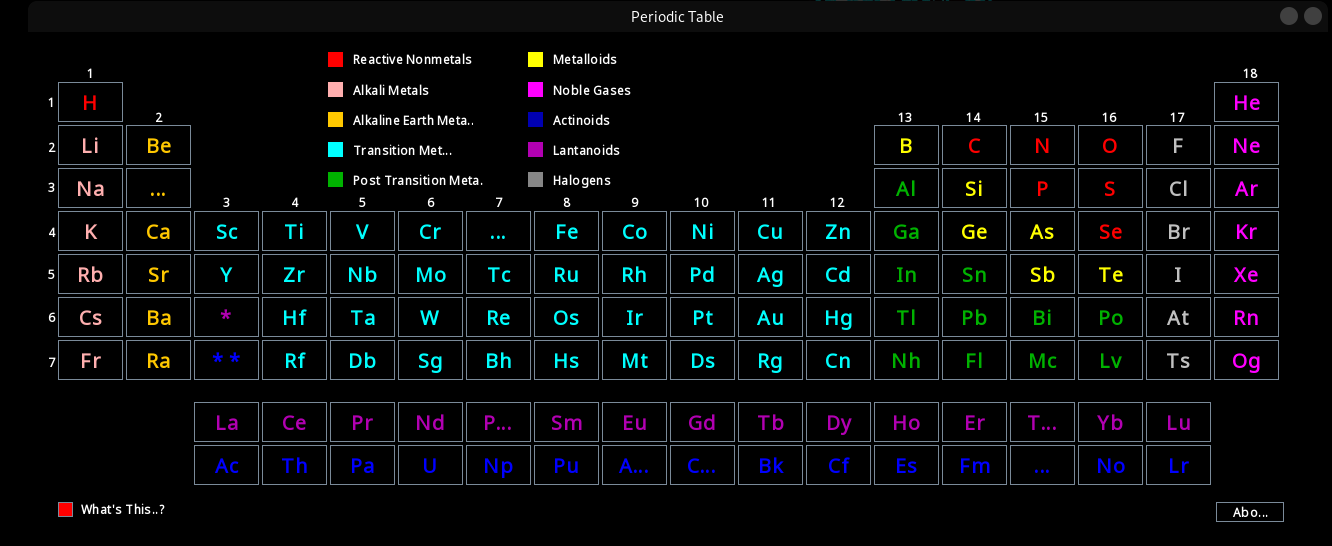 Periodic Table
Reactive Nonmetals Metalloids
1 18
Alkali Metals Noble Gases
1 H He
2 13 14 15 16 17
Alkaline Earth Meta.. Actinoids
2 Li Be B C N O F Ne
Transition Met... Lantanoids
Post Transition Meta. Halogens
3 Na ... Al Si P S Cl Ar
3 4 5 6 7 8 9 10 11 12
4 K Ca Sc Ti V Cr ... Fe Co Ni Cu Zn Ga Ge As Se Br Kr
5 Rb Sr Y Zr Nb Mo Tc Ru Rh Pd Ag Cd In Sn Sb Te I Xe
6 Cs Ba * Hf Ta W Re Os Ir Pt Au Hg Tl Pb Bi Po At Rn
7 Fr Ra * * Rf Db Sg Bh Hs Mt Ds Rg Cn Nh Fl Mc Lv Ts Og
La Ce Pr Nd P... Sm Eu Gd Tb Dy Ho Er T... Yb Lu
Ac Th Pa U Np Pu A... C... Bk Cf Es Fm ... No Lr
What's This..? Abo...